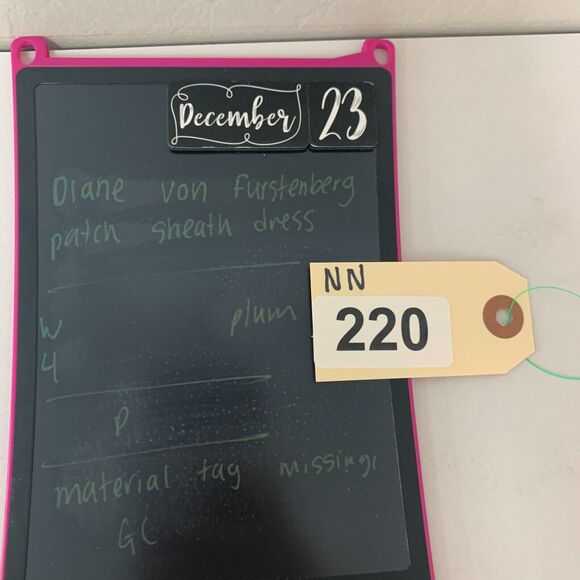 December 23
Diane von Furstenberg
patch sheath dress
NN
220
W plum
4
P
material tag missing,
GC